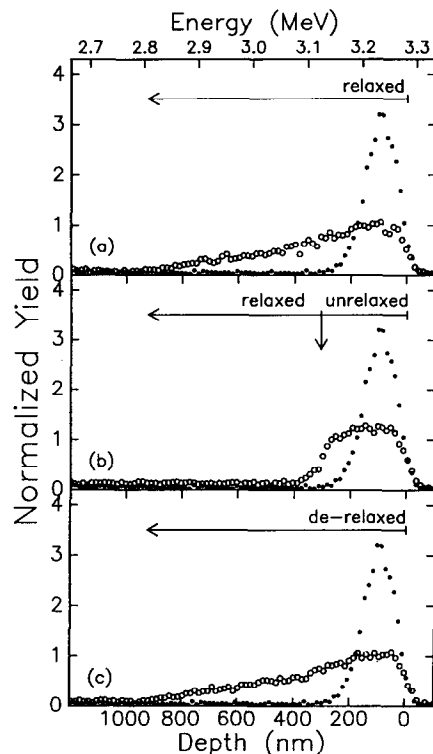 Energy (MeV)
2.7 2.8 2.9 3.0 3.1 3.2 3.3
4
3
2
1
0
relaxed
(a)
4
3
2
1
0
relaxed unrelaxed
(b)
4
3
2
1
0
de-relaxed
(c)
Normalized Yield
1000 800 600 400 200 0
Depth (nm)